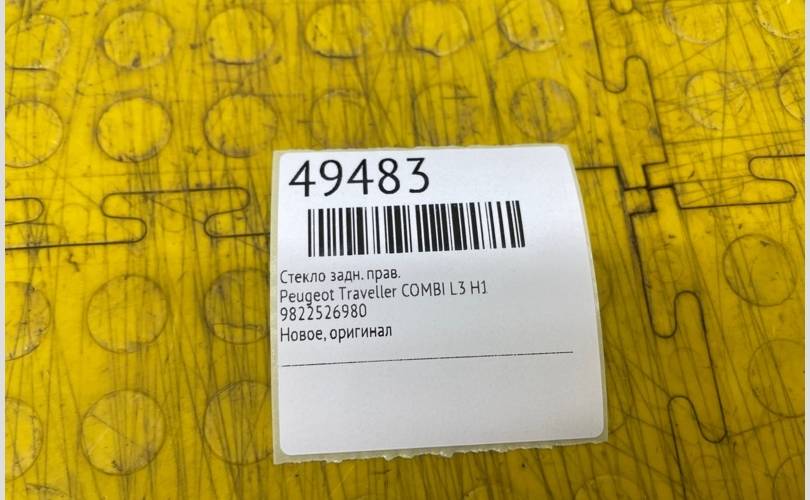 49483
Стекло задн. прав.
Peugeot Traveller COMBI L3 H1
9822526980
Новое, оригинал